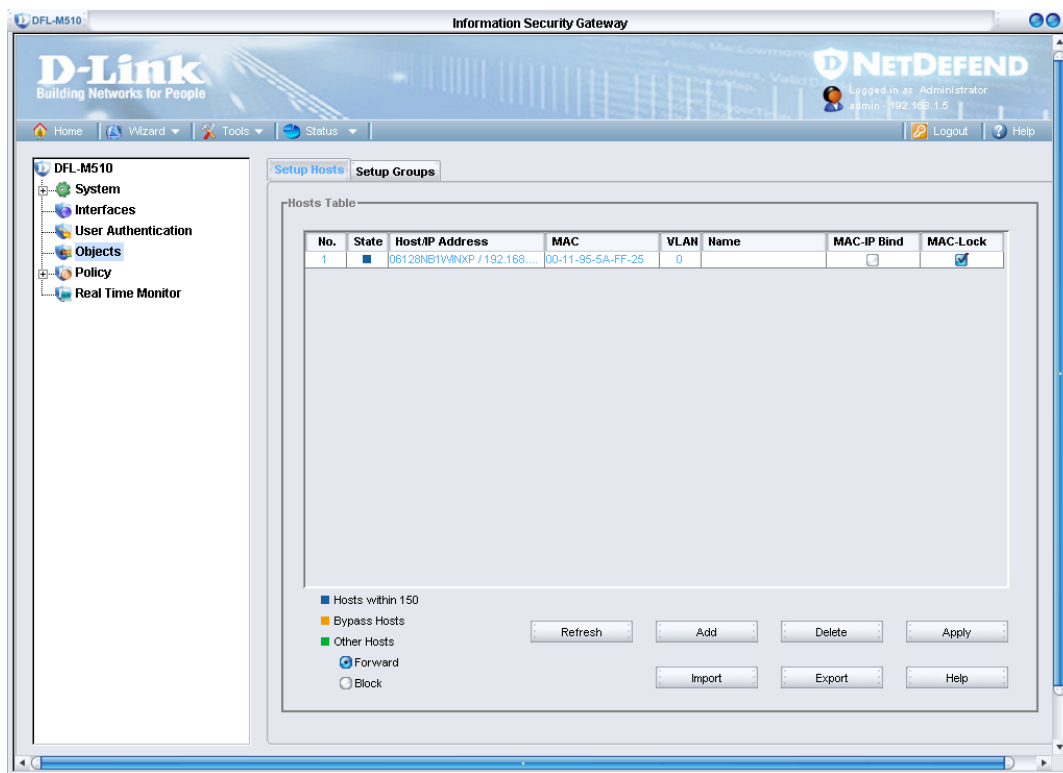 DFL-M510
Information Security Gateway
D-Link
Building Networks for People
NETDEFEND
Logged in as Administrator
admin - 192.168.1.5
Home Wizard Tools Status Logout Help
DFL-M510
System
Interfaces
User Authentication
Objects
Policy
Real Time Monitor
Setup Hosts Setup Groups
Hosts Table
No. State Host/IP Address MAC VLAN Name MAC-IP Bind MAC-Lock
1 06128NB1WINXP / 192.168.... 00-11-95-5A-FF-25 0
Hosts within 150
Bypass Hosts
Other Hosts
Forward
Block
Refresh Add Delete Apply
Import Export Help